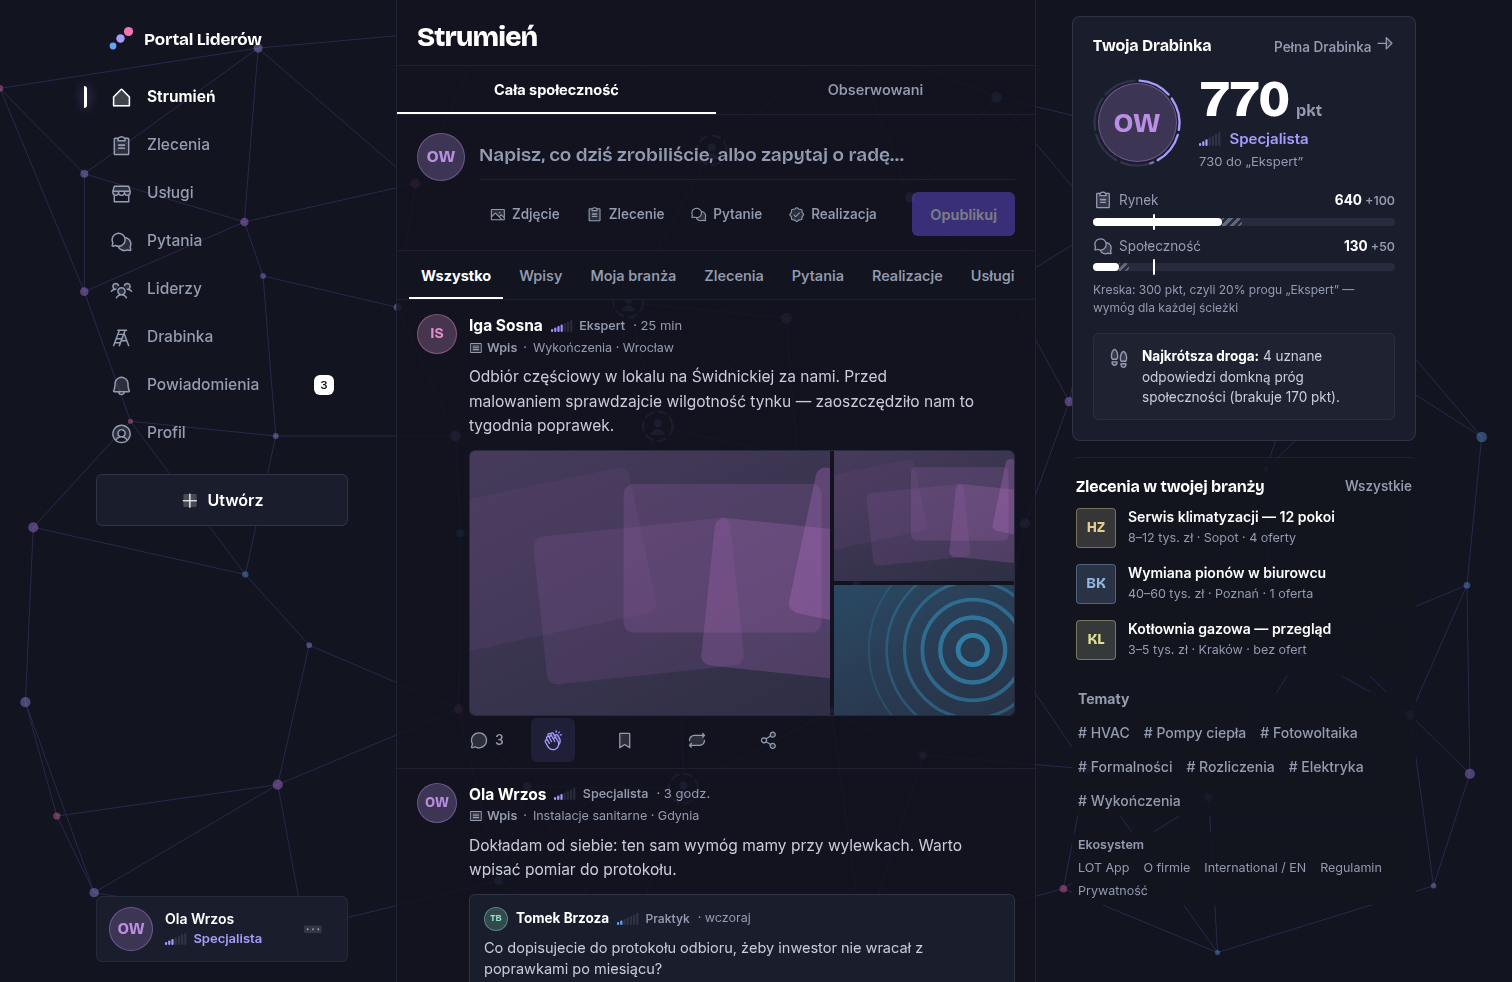 Portal Liderów
Strumień
Zlecenia
Usługi
Pytania
Liderzy
Drabinka
Powiadomienia 3
Profil
Utwórz
OW Ola Wrzos
Specjalista
Strumień
Cała społeczność Obserwowani
OW Napisz, co dziś zrobiliście, albo zapytaj o radę...
Zdjęcie Zlecenie Pytanie Realizacja Opublikuj
Wszystko Wpisy Moja branża Zlecenia Pytania Realizacje Usługi
IS Iga Sosna Ekspert · 25 min
Wpis · Wykończenia · Wrocław
Odbiór częściowy w lokalu na Świdnickiej za nami. Przed
malowaniem sprawdzajcie wilgotność tynku — zaoszczędziło nam to
tygodnia poprawek.
3
OW Ola Wrzos Specjalista · 3 godz.
Wpis · Instalacje sanitarne · Gdynia
Dokładam od siebie: ten sam wymóg mamy przy wylewkach. Warto
wpisać pomiar do protokołu.
TB Tomek Brzoza Praktyk · wczoraj
Co dopisujecie do protokołu odbioru, żeby inwestor nie wracał z
poprawkami po miesiącu?
Twoja Drabinka Pełna Drabinka
OW 770 pkt
Specjalista
730 do „Ekspert”
Rynek 640 +100
Społeczność 130 +50
Kreska: 300 pkt, czyli 20% progu „Ekspert” —
wymóg dla każdej ścieżki
Najkrótsza droga: 4 uznane
odpowiedzi domkną próg
społeczności (brakuje 170 pkt).
Zlecenia w twojej branży Wszystkie
HZ Serwis klimatyzacji — 12 pokoi
8–12 tys. zł · Sopot · 4 oferty
BK Wymiana pionów w biurowcu
40–60 tys. zł · Poznań · 1 oferta
KL Kotłownia gazowa — przegląd
3–5 tys. zł · Kraków · bez ofert
Tematy
# HVAC # Pompy ciepła # Fotowoltaika
# Formalności # Rozliczenia # Elektryka
# Wykończenia
Ekosystem
LOT App O firmie International / EN Regulamin
Prywatność